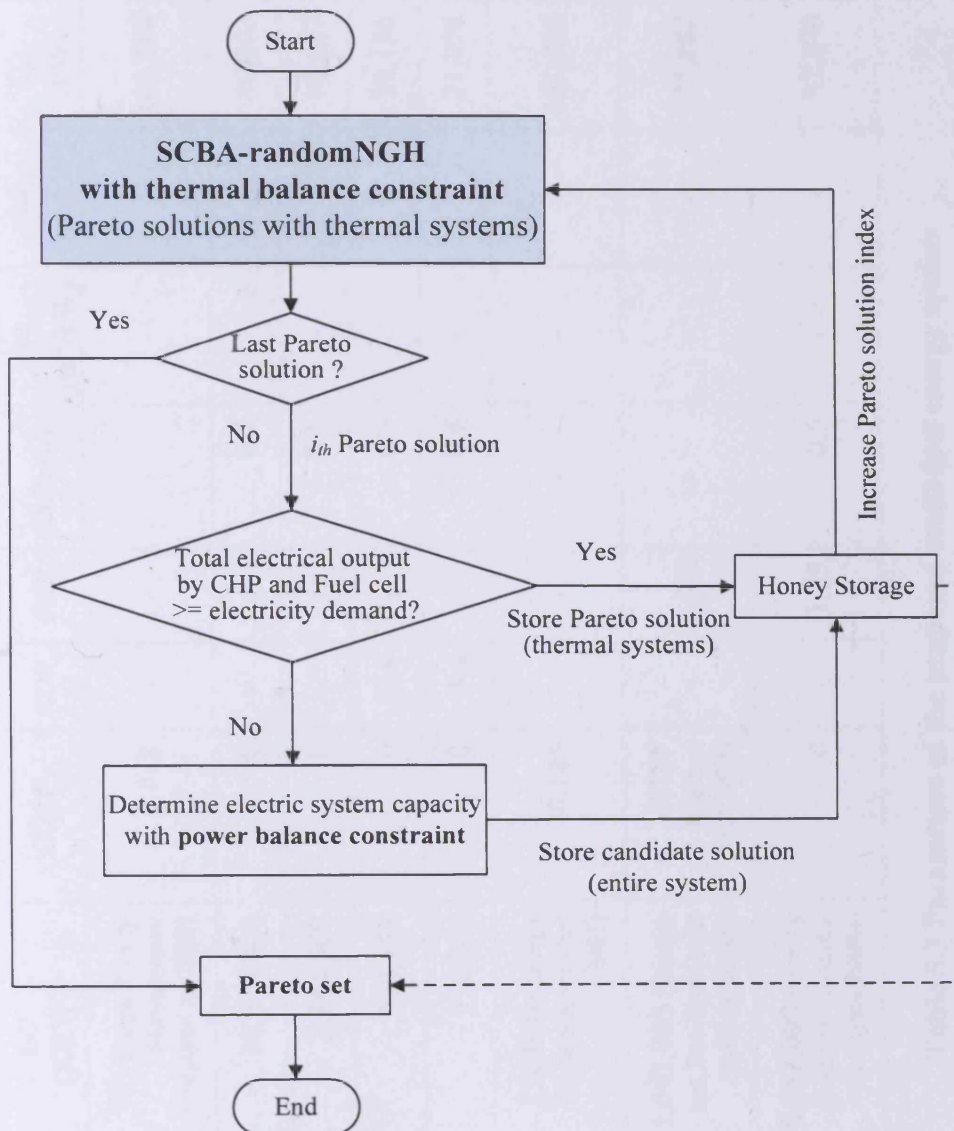 Start
SCBA-randomNGH
with thermal balance constraint
(Pareto solutions with thermal systems)
Yes
Last Pareto
solution ?
No
ith Pareto solution
Increase Pareto solution index
Total electrical output
by CHP and Fuel cell
>= electricity demand?
Yes
Honey Storage
Store Pareto solution
(thermal systems)
No
Determine electric system capacity
with power balance constraint
Store candidate solution
(entire system)
Pareto set
End